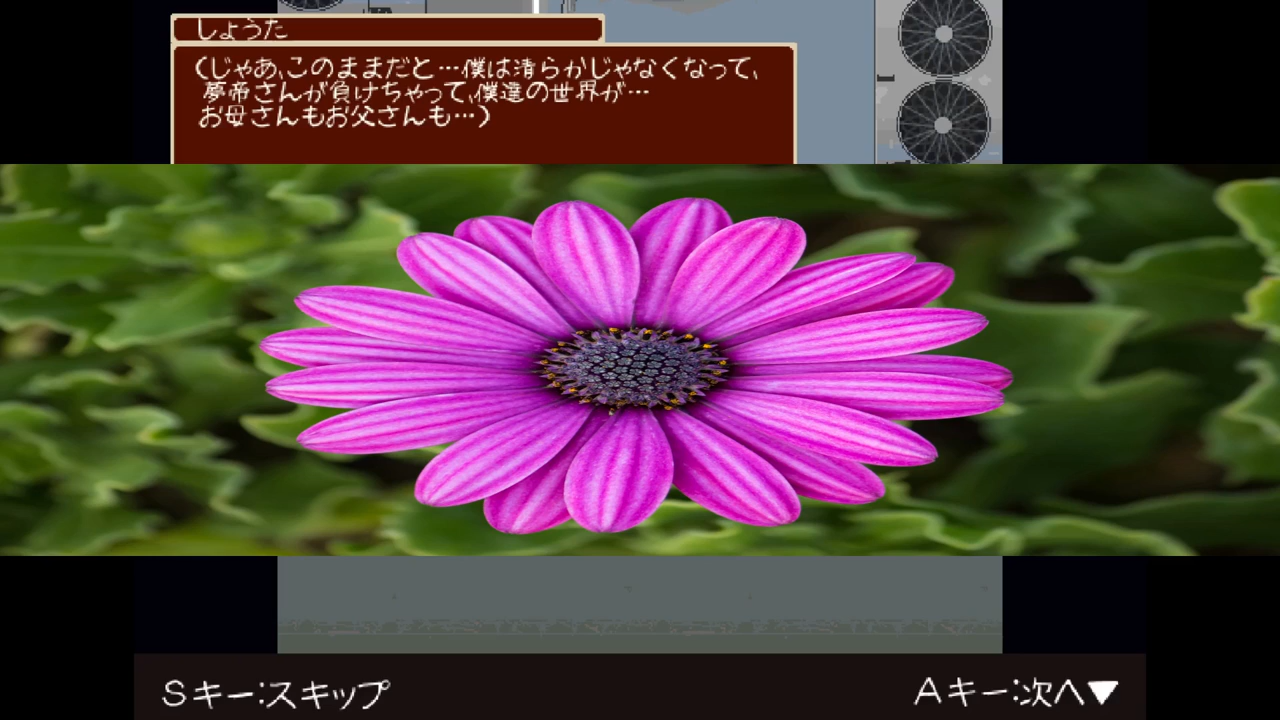 しょうた
(じゃあ、このままだと…僕は清らかじゃなくなって、
夢帝さんが負けちゃって、僕達の世界が…
お母さんもお父さんも…)
Sキー:スキップ
Aキー:次へ▼